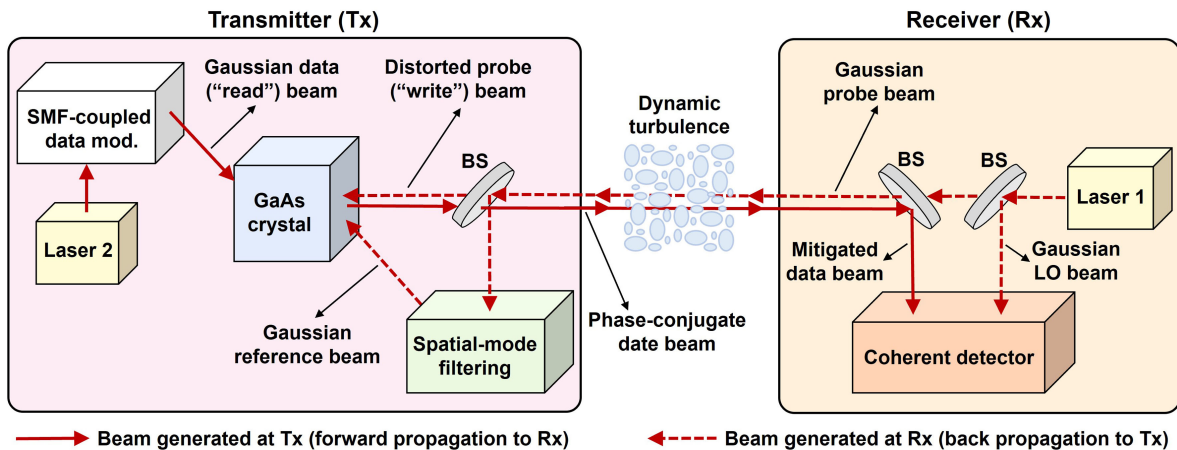 Transmitter (Tx)
Receiver (Rx)
Gaussian data
(“read”) beam
Distorted probe
(“write”) beam
SMF-coupled
data mod.
BS
GaAs
crystal
Laser 2
Gaussian
reference beam
Spatial-mode
filtering
Dynamic
turbulence
Phase-conjugate
date beam
Gaussian
probe beam
BS
BS
Laser 1
Mitigated
data beam
Gaussian
LO beam
Coherent detector
Beam generated at Tx (forward propagation to Rx)
Beam generated at Rx (back propagation to Tx)